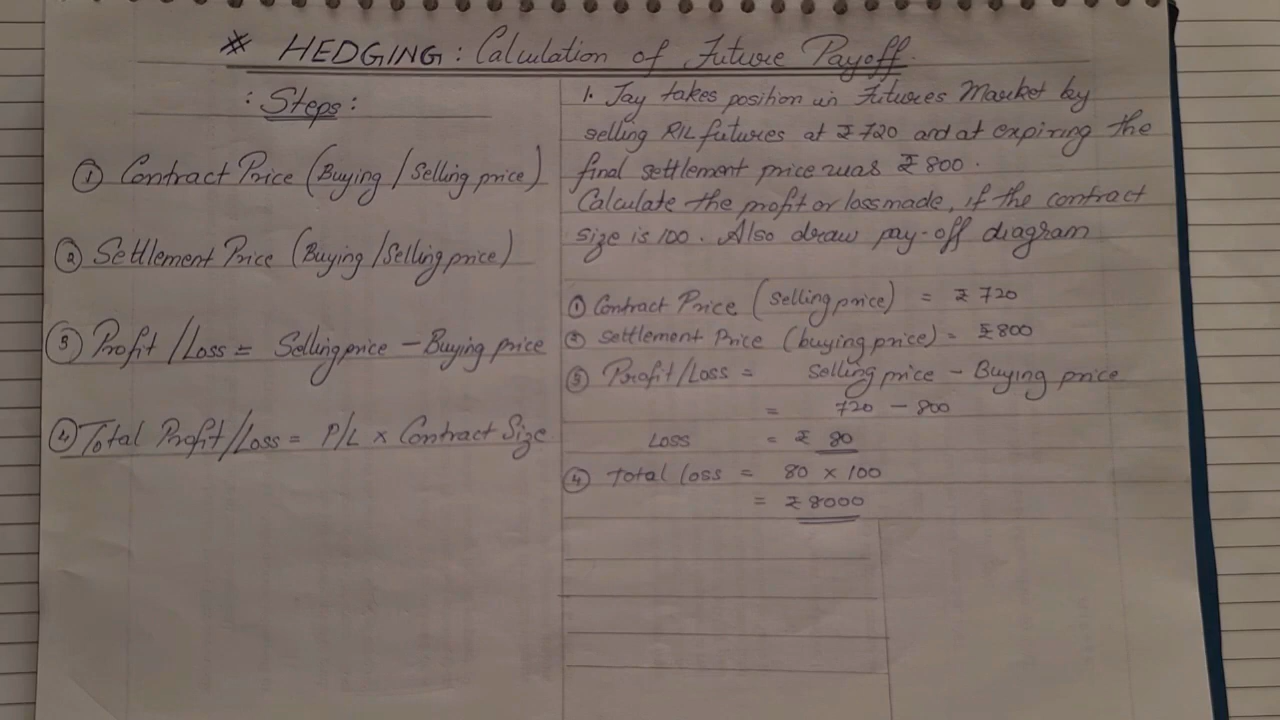 * HEDGING: Calculation of Future Payoff.
: Steps :
① Contract Price (Buying / Selling price)
② Settlement Price (Buying / Selling price)
③ Profit / Loss = Selling price - Buying price
④ Total Profit/Loss = P/L × Contract Size
1. Jay takes position in Futures Market by
selling RIL futures at ₹ 720 and at expiring the
final settlement price was ₹ 800.
Calculate the profit or loss made, if the contract
size is 100. Also draw pay-off diagram
① Contract Price (selling price) = ₹ 720
② Settlement Price (buying price) = ₹ 800
③ Profit/Loss = Selling price - Buying price
= 720 - 800
Loss = ₹ 80
④ Total loss = 80 × 100
= ₹ 8000